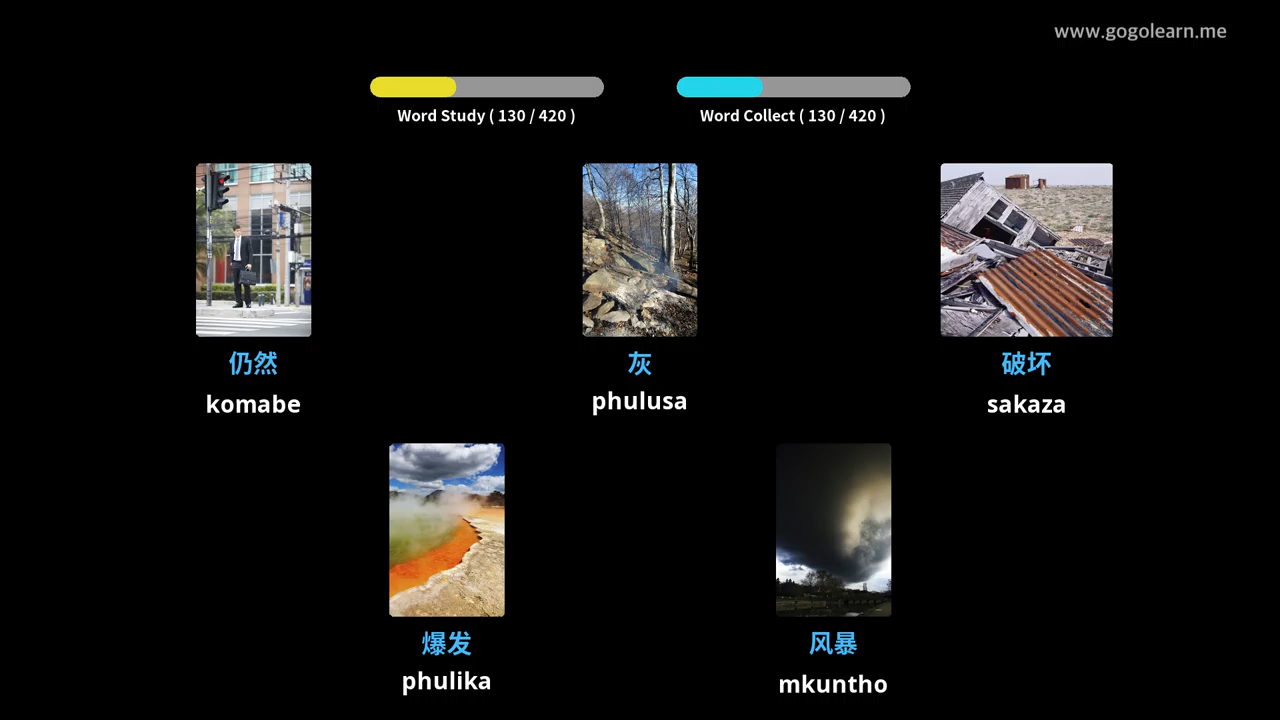 www.gogolearn.me
Word Study ( 130 / 420 )
Word Collect ( 130 / 420 )
仍然
komabe
灰
phulusa
破坏
sakaza
爆发
phulika
风暴
mkuntho